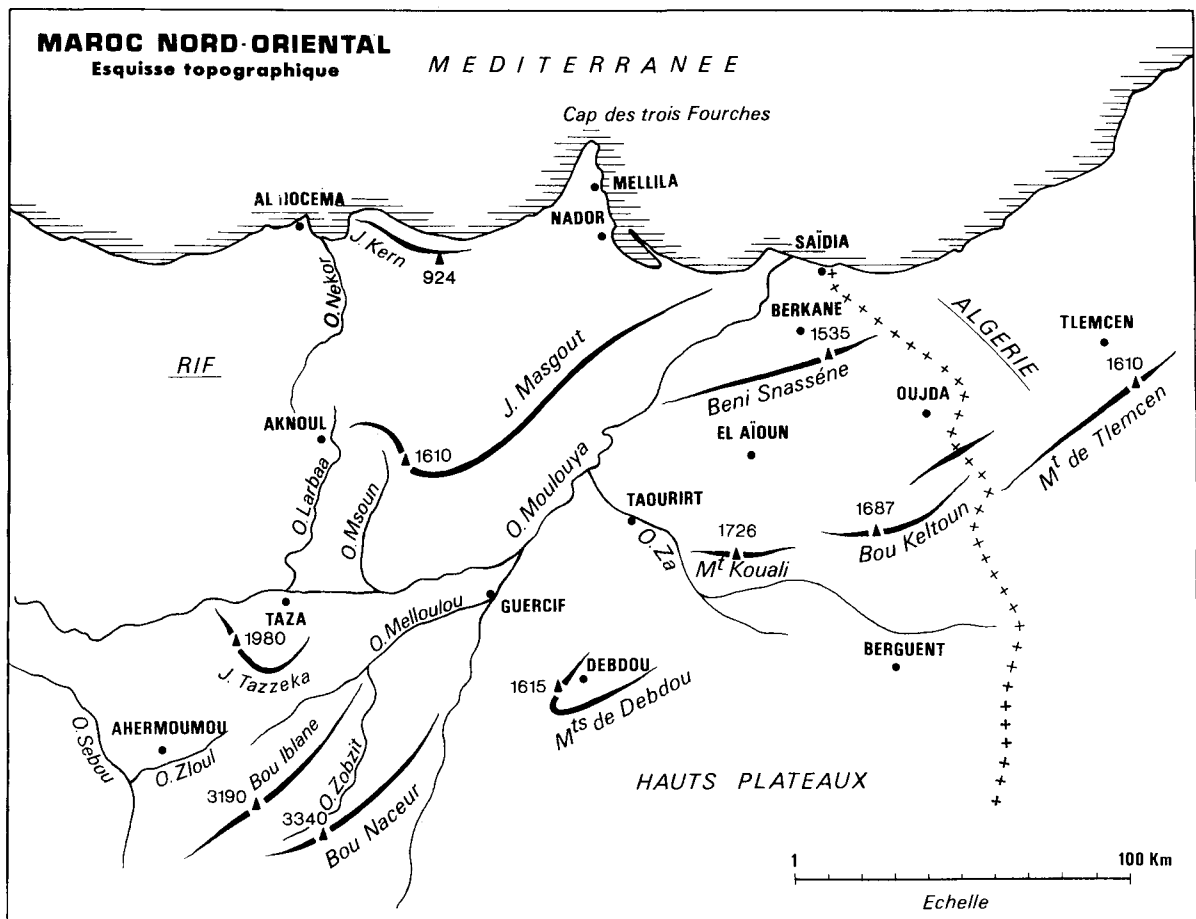 MAROC NORD-ORIENTAL
Esquisse topographique
MEDITERRANEE
Cap des trois Fourches
MELLILA
NADOR
J. Kern
924
O. Nekor
SAÏDIA
BERKANE
1535
Beni Snasséne
ALGERIE
TLEMCEN
1610
Mt de Tlemcen
OUJDA
RIF
J. Masgout
AKNOUL
1610
EL AÏOUN
O. Larbaa
O. Msoun
O. Moulouya
TAOURIRT
O. Za
1726
Mt Kouali
1687
Bou Keltoun
TAZA
1980
J. Tazzeka
O. Melloulou
GUERCIF
BERGUENT
DEBDOU
1615
Mts de Debdou
O. Sebou
AHERMOUMOU
O. Zloul
Bou Iblane
3190
O. Zobzit
3340
Bou Naceur
HAUTS PLATEAUX
1
100 Km
Echelle